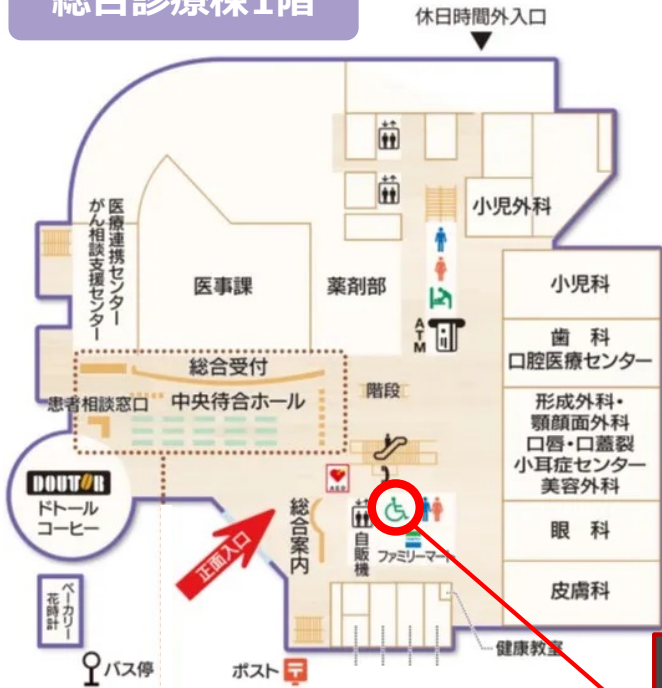 総合診療棟1階
休日時間外入口
小児外科
医療連携センター
がん相談支援センター
医事課
薬剤部
ATM
小児科
歯 科
口腔医療センター
総合受付
患者相談窓口
中央待合ホール
階段
形成外科・
顎顔面外科
口唇・口蓋裂
小耳症センター
美容外科
DOUTOR
ドトール
コーヒー
AED
総合案内
正面入口
自販機
ファミリーマート
眼 科
皮膚科
ベーカリー
花時計
健康教室
バス停
ポスト